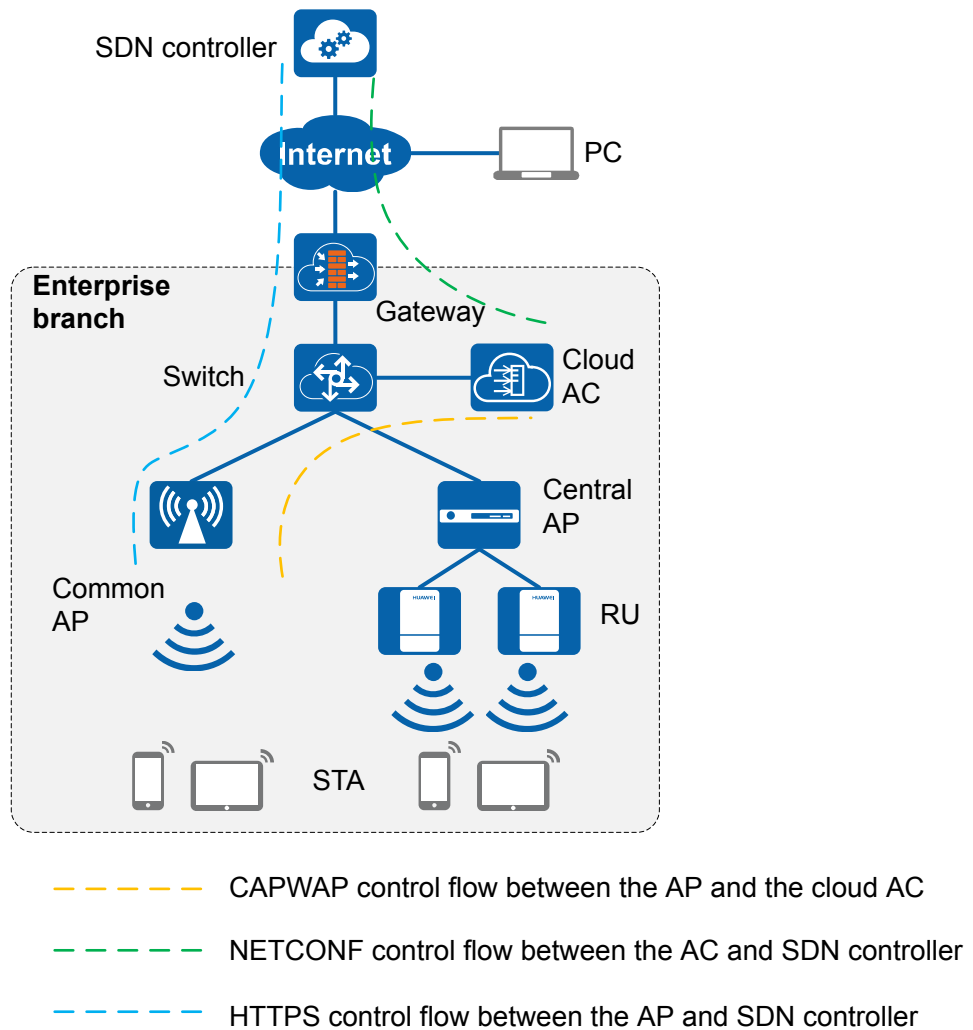 SDN controller
Internet
PC
Enterprise
branch
Gateway
Switch
Cloud
AC
Central
AP
Common
AP
HUAWEI
HUAWEI
RU
STA
CAPWAP control flow between the AP and the cloud AC
NETCONF control flow between the AC and SDN controller
HTTPS control flow between the AP and SDN controller